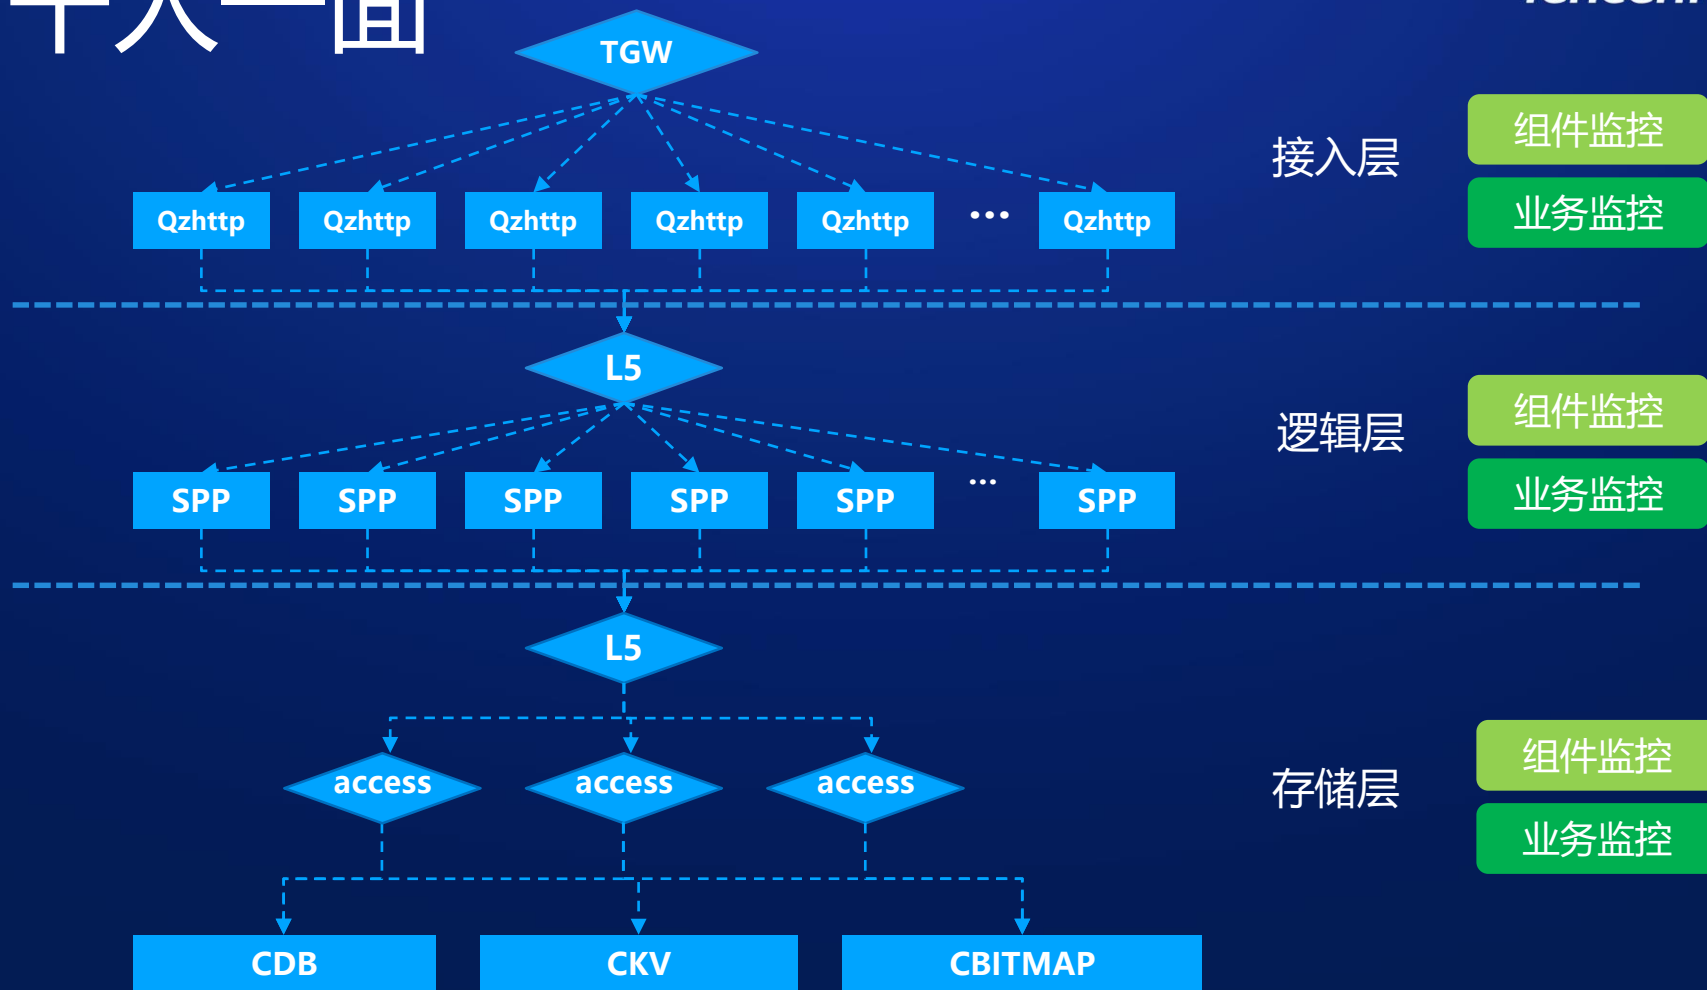 TGW
接入层
组件监控
业务监控
Qzhttp Qzhttp Qzhttp Qzhttp Qzhttp ... Qzhttp
L5
逻辑层
组件监控
业务监控
SPP SPP SPP SPP SPP ... SPP
L5
存储层
组件监控
业务监控
access access access
CDB CKV CBITMAP